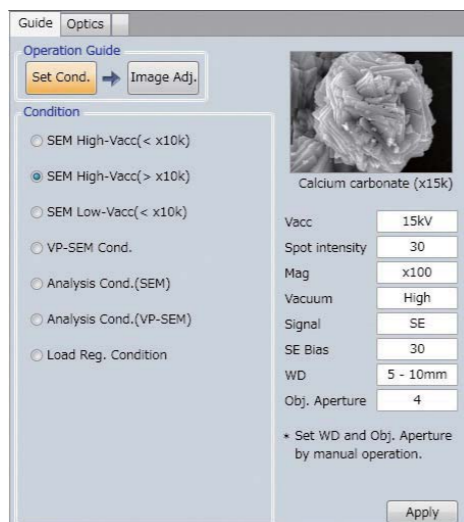 Guide
Optics
Operation Guide
Set Cond.
Image Adj.
Condition
SEM High-Vacc(< x10k)
SEM High-Vacc(> x10k)
SEM Low-Vacc(< x10k)
VP-SEM Cond.
Analysis Cond.(SEM)
Analysis Cond.(VP-SEM)
Load Reg. Condition
Calcium carbonate (x15k)
Vacc 15kV
Spot intensity 30
Mag x100
Vacuum High
Signal SE
SE Bias 30
WD 5 - 10mm
Obj. Aperture 4
* Set WD and Obj. Aperture
by manual operation.
Apply